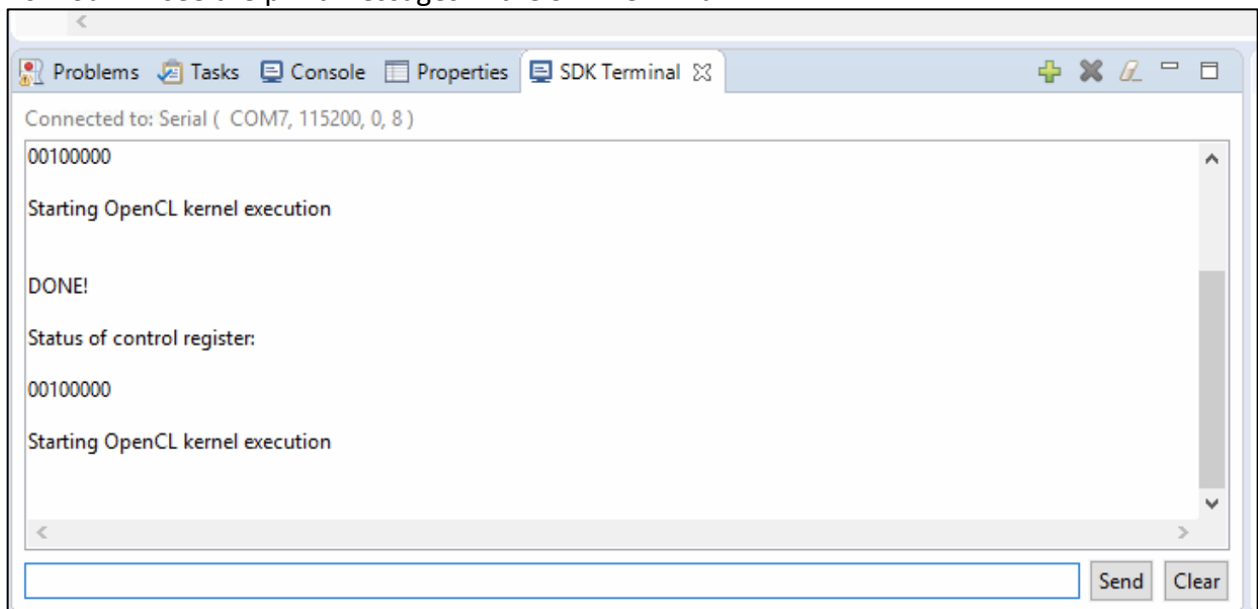 Problems Tasks Console Properties SDK Terminal
Connected to: Serial ( COM7, 115200, 0, 8 )
00100000
Starting OpenCL kernel execution
DONE!
Status of control register:
00100000
Starting OpenCL kernel execution
Send Clear